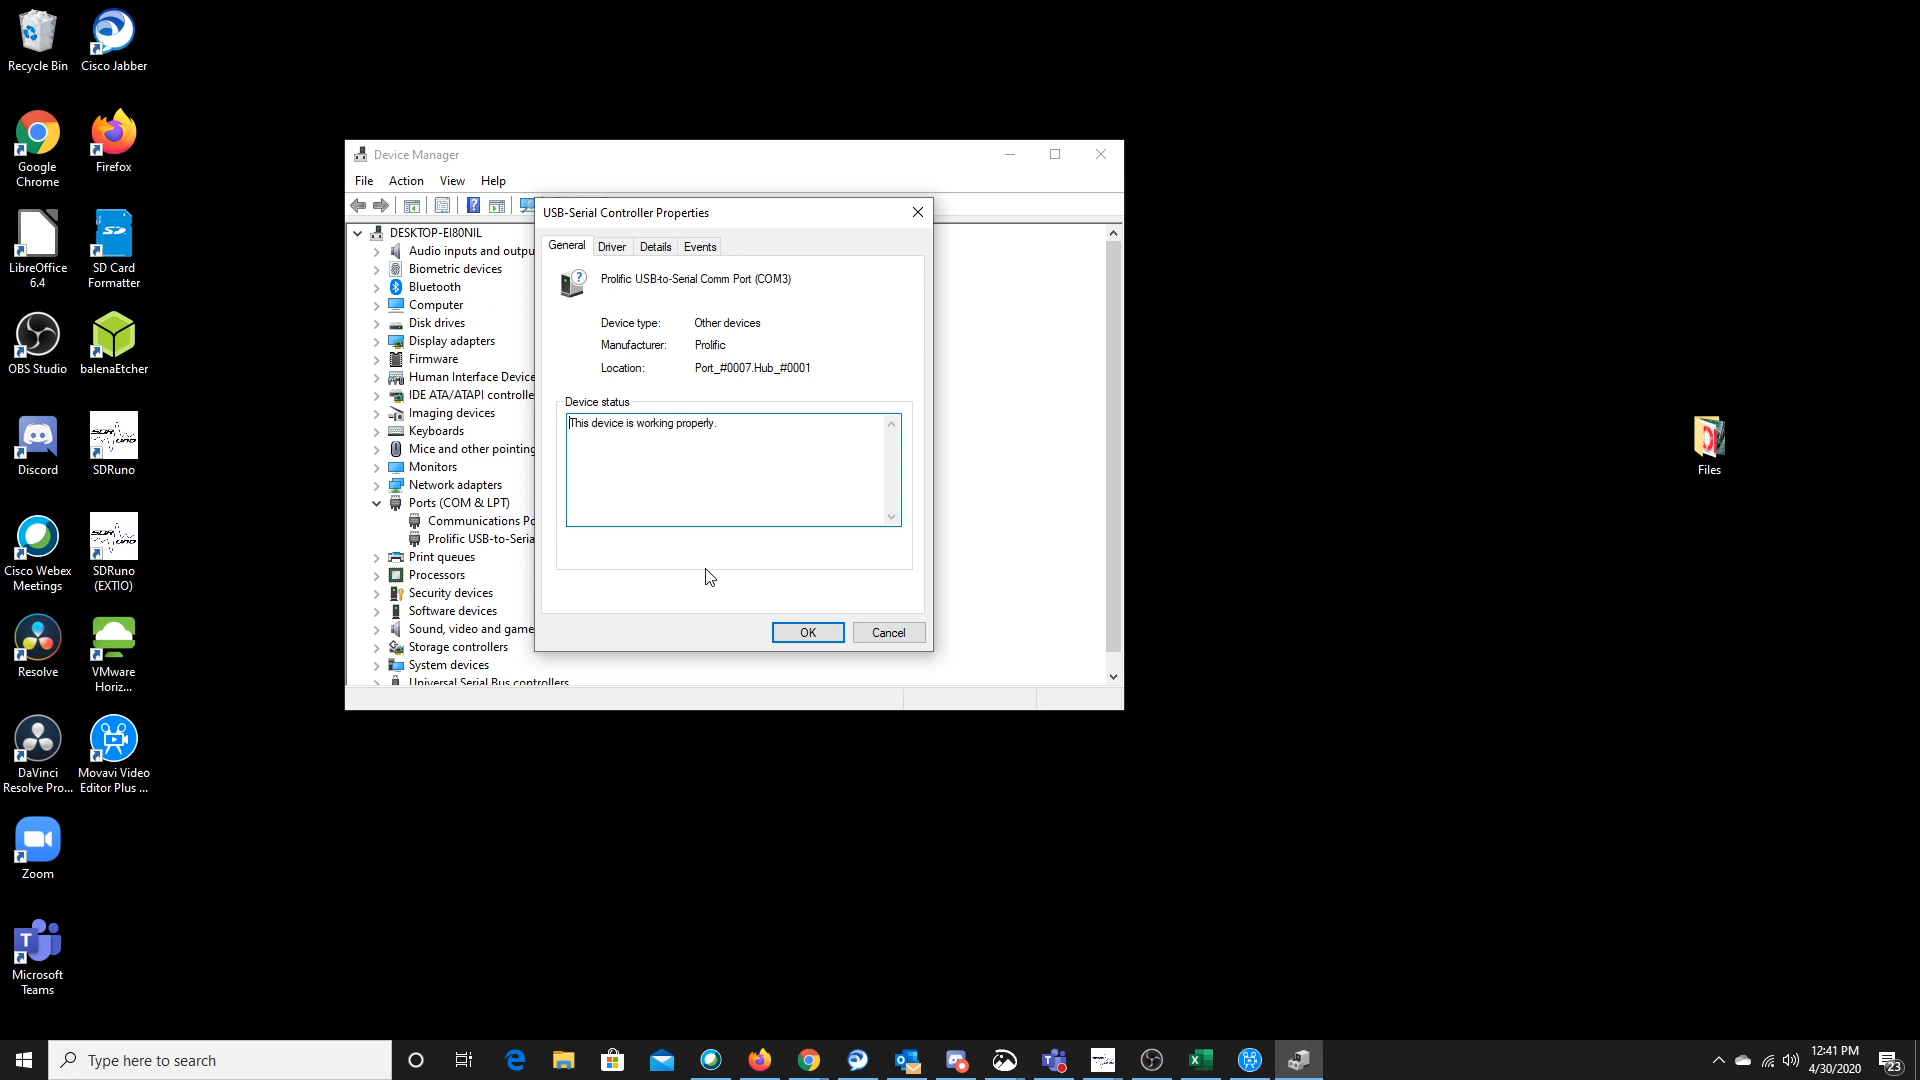 Recycle Bin
Cisco Jabber
Google
Chrome
Firefox
LibreOffice
6.4
SD Card
Formatter
OBS Studio
balenaEtcher
Discord
SDRuno
Cisco Webex
Meetings
SDRuno
(EXTIO)
Resolve
VMware
Horiz...
DaVinci
Resolve Pro...
Movavi Video
Editor Plus ...
Zoom
Microsoft
Teams
Device Manager
File Action View Help
DESKTOP-EI80NIL
Audio inputs and outpu
Biometric devices
Bluetooth
Computer
Disk drives
Display adapters
Firmware
Human Interface Device
IDE ATA/ATAPI controlle
Imaging devices
Keyboards
Mice and other pointing
Monitors
Network adapters
Ports (COM & LPT)
Communications Po
Prolific USB-to-Seria
Print queues
Processors
Security devices
Software devices
Sound, video and game
Storage controllers
System devices
Universal Serial Bus controllers
USB-Serial Controller Properties
General Driver Details Events
Prolific USB-to-Serial Comm Port (COM3)
Device type: Other devices
Manufacturer: Prolific
Location: Port_#0007.Hub_#0001
Device status
This device is working properly.
OK Cancel
Files
Type here to search
12:41 PM
4/30/2020
23